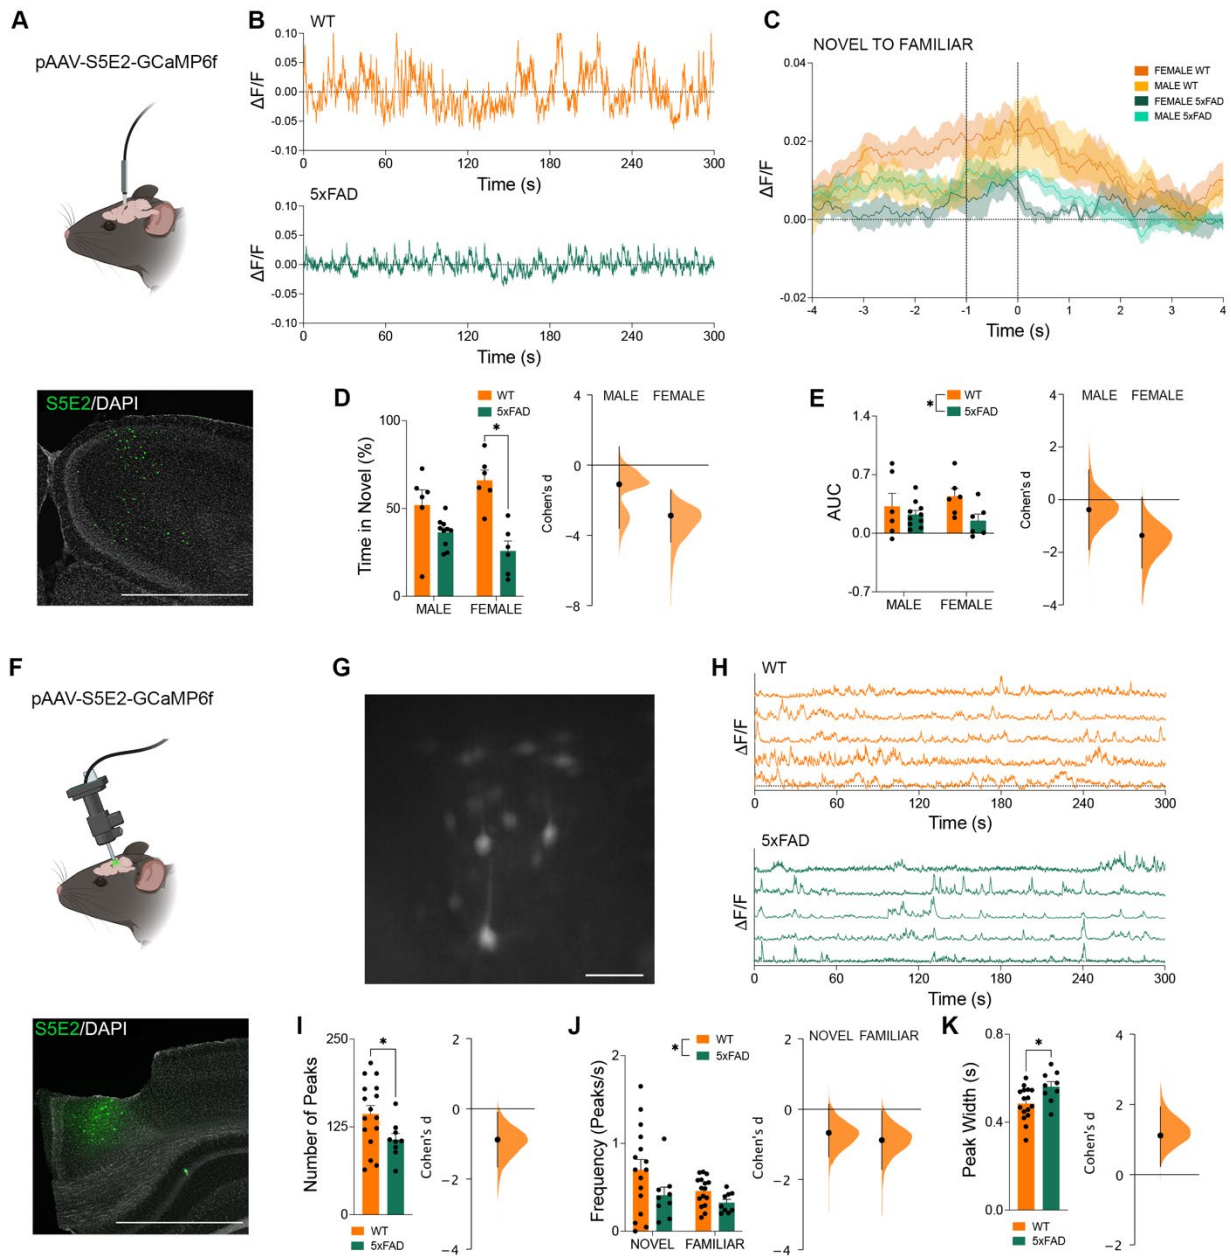 A
pAAV-S5E2-GCaMP6f
S5E2/DAPI
B
WT
ΔF/F
0.10
0.05
0.00
-0.05
-0.10
0 60 120 180 240 300
Time (s)
5xFAD
ΔF/F
0.10
0.05
0.00
-0.05
-0.10
0 60 120 180 240 300
Time (s)
C
NOVEL TO FAMILIAR
FEMALE WT
MALE WT
FEMALE 5xFAD
MALE 5xFAD
ΔF/F
0.04
0.02
0.00
-0.02
-4 -3 -2 -1 0 1 2 3 4
Time (s)
D
WT
5xFAD
*
Time in Novel (%)
100
50
0
MALE FEMALE
MALE FEMALE
Cohen's d
4
0
−4
−8
E
* WT
5xFAD
AUC
1.4
0.7
0.0
-0.7
MALE FEMALE
MALE FEMALE
Cohen's d
4
2
0
−2
−4
F
pAAV-S5E2-GCaMP6f
S5E2/DAPI
G
H
WT
ΔF/F
0 60 120 180 240 300
Time (s)
5xFAD
ΔF/F
0 60 120 180 240 300
Time (s)
I
*
Number of Peaks
250
125
0
WT
5xFAD
Cohen's d
2
0
−2
−4
J
* WT
5xFAD
Frequency (Peaks/s)
2
1
0
NOVEL FAMILIAR
NOVEL FAMILIAR
Cohen's d
2
0
−2
−4
K
*
Peak Width (s)
0.8
0.4
0.0
WT
5xFAD
Cohen's d
4
2
0
−2